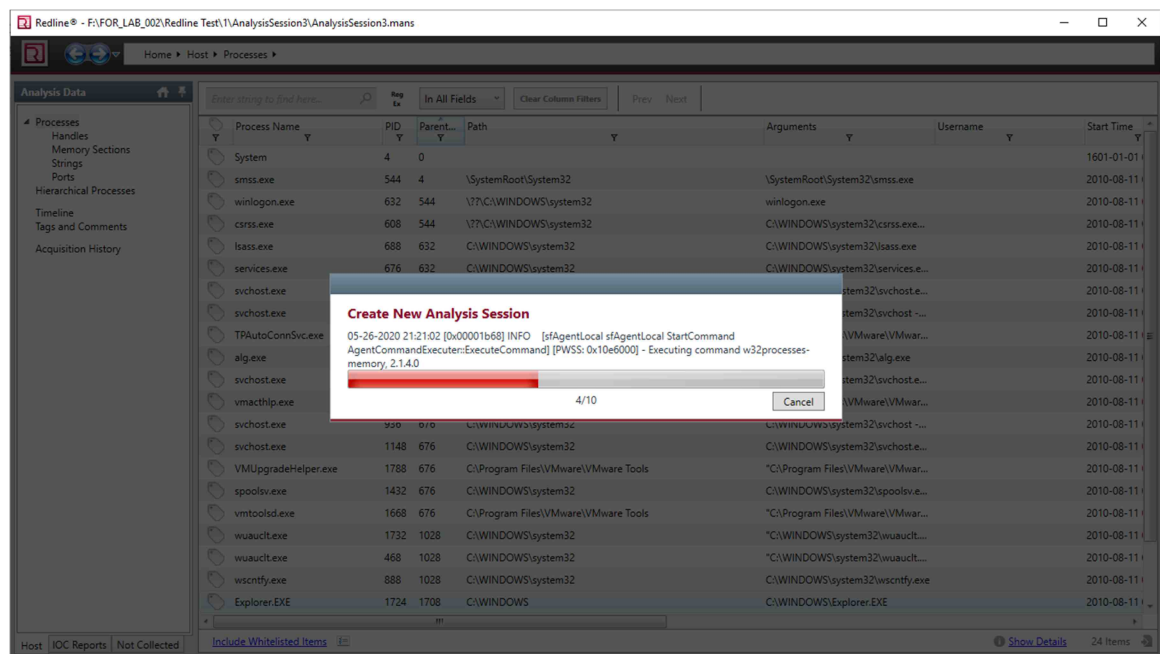 Redline® - F:\FOR_LAB_002\Redline Test\1\AnalysisSession3\AnalysisSession3.mans
Home Host Processes
Analysis Data
Enter string to find here... Reg Ex In All Fields Clear Column Filters Prev Next
Processes
Handles
Memory Sections
Strings
Ports
Hierarchical Processes
Timeline
Tags and Comments
Acquisition History
Process Name PID Parent... Path Arguments Username Start Time
System 4 0 1601-01-01
smss.exe 544 4 \SystemRoot\System32 \SystemRoot\System32\smss.exe 2010-08-11
winlogon.exe 632 544 \??\C:\WINDOWS\system32 winlogon.exe 2010-08-11
csrss.exe 608 544 \??\C:\WINDOWS\system32 C:\WINDOWS\system32\csrss.exe... 2010-08-11
lsass.exe 688 632 C:\WINDOWS\system32 C:\WINDOWS\system32\lsass.exe 2010-08-11
services.exe 676 632 C:\WINDOWS\system32 C:\WINDOWS\system32\services.e... 2010-08-11
svchost.exe stem32\svchost.e... 2010-08-11
svchost.exe stem32\svchost -... 2010-08-11
TPAutoConnSvc.exe \VMware\VMwar... 2010-08-11
alg.exe stem32\alg.exe 2010-08-11
svchost.exe stem32\svchost.e... 2010-08-11
vmacthlp.exe \VMware\VMwar... 2010-08-11
svchost.exe 936 676 C:\WINDOWS\system32 C:\WINDOWS\system32\svchost -... 2010-08-11
svchost.exe 1148 676 C:\WINDOWS\system32 C:\WINDOWS\system32\svchost.e... 2010-08-11
VMUpgradeHelper.exe 1788 676 C:\Program Files\VMware\VMware Tools "C:\Program Files\VMware\VMwar... 2010-08-11
spoolsv.exe 1432 676 C:\WINDOWS\system32 C:\WINDOWS\system32\spoolsv.e... 2010-08-11
vmtoolsd.exe 1668 676 C:\Program Files\VMware\VMware Tools "C:\Program Files\VMware\VMwar... 2010-08-11
wuauclt.exe 1732 1028 C:\WINDOWS\system32 "C:\WINDOWS\system32\wuauclt.... 2010-08-11
wuauclt.exe 468 1028 C:\WINDOWS\system32 "C:\WINDOWS\system32\wuauclt.... 2010-08-11
wscntfy.exe 888 1028 C:\WINDOWS\system32 C:\WINDOWS\system32\wscntfy.exe 2010-08-11
Explorer.EXE 1724 1708 C:\WINDOWS C:\WINDOWS\Explorer.EXE 2010-08-11
Create New Analysis Session
05-26-2020 21:21:02 [0x00001b68] INFO [sfAgentLocal sfAgentLocal StartCommand
AgentCommandExecuter::ExecuteCommand] [PWSS: 0x10e6000] - Executing command w32processes-
memory, 2.1.4.0
4/10
Cancel
Host IOC Reports Not Collected
Include Whitelisted Items
Show Details 24 Items